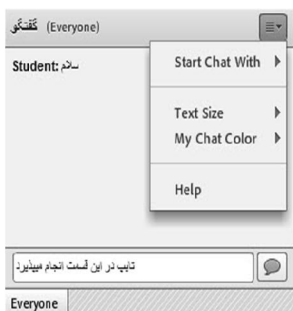 گفتگو (Everyone)
Student: سلام
Start Chat With
Text Size
My Chat Color
Help
تایپ در این قسمت انجام میپذیرد
Everyone